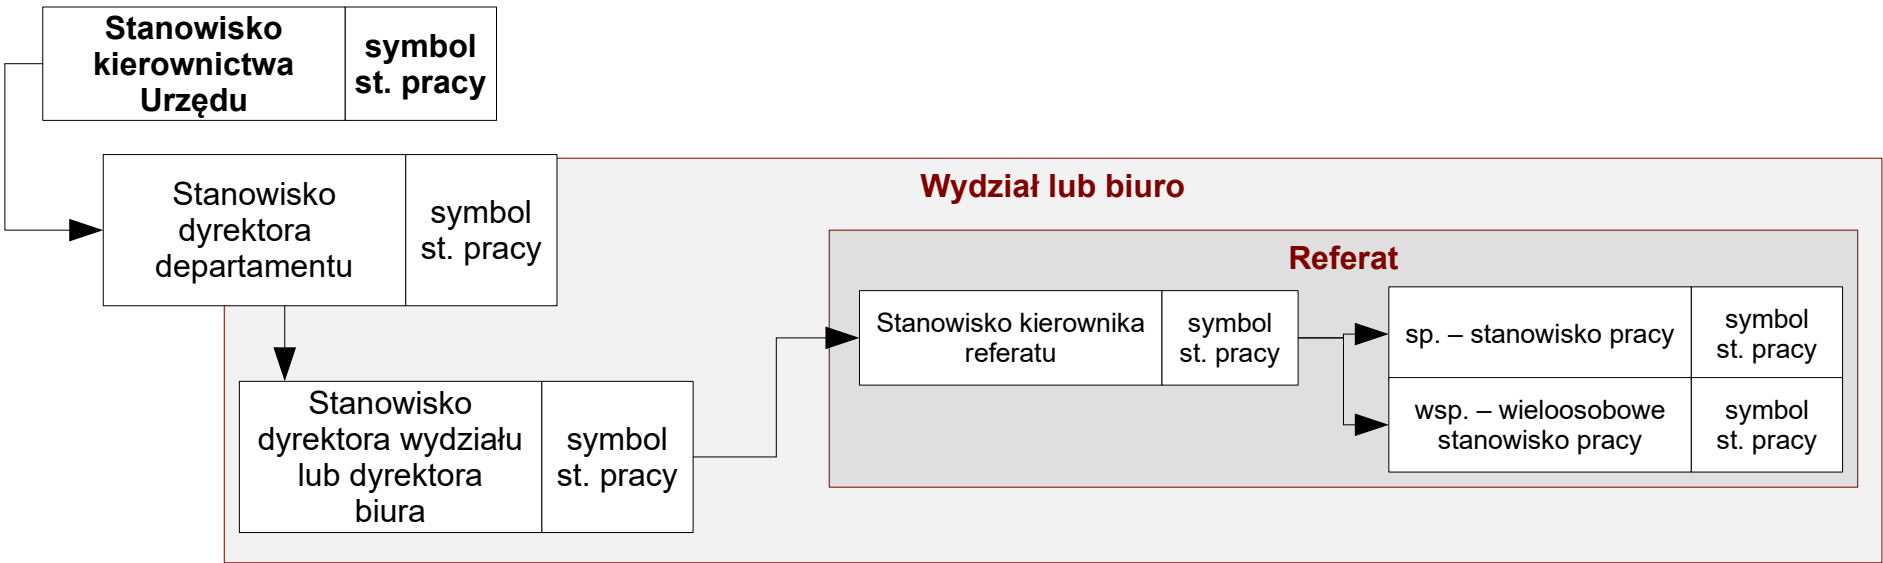 Stanowisko
kierownictwa
Urzędu
symbol
st. pracy
Stanowisko
dyrektora
departamentu
symbol
st. pracy
Wydział lub biuro
Referat
Stanowisko kierownika
referatu
symbol
st. pracy
sp. – stanowisko pracy
symbol
st. pracy
wsp. – wieloosobowe
stanowisko pracy
symbol
st. pracy
Stanowisko
dyrektora wydziału
lub dyrektora
biura
symbol
st. pracy